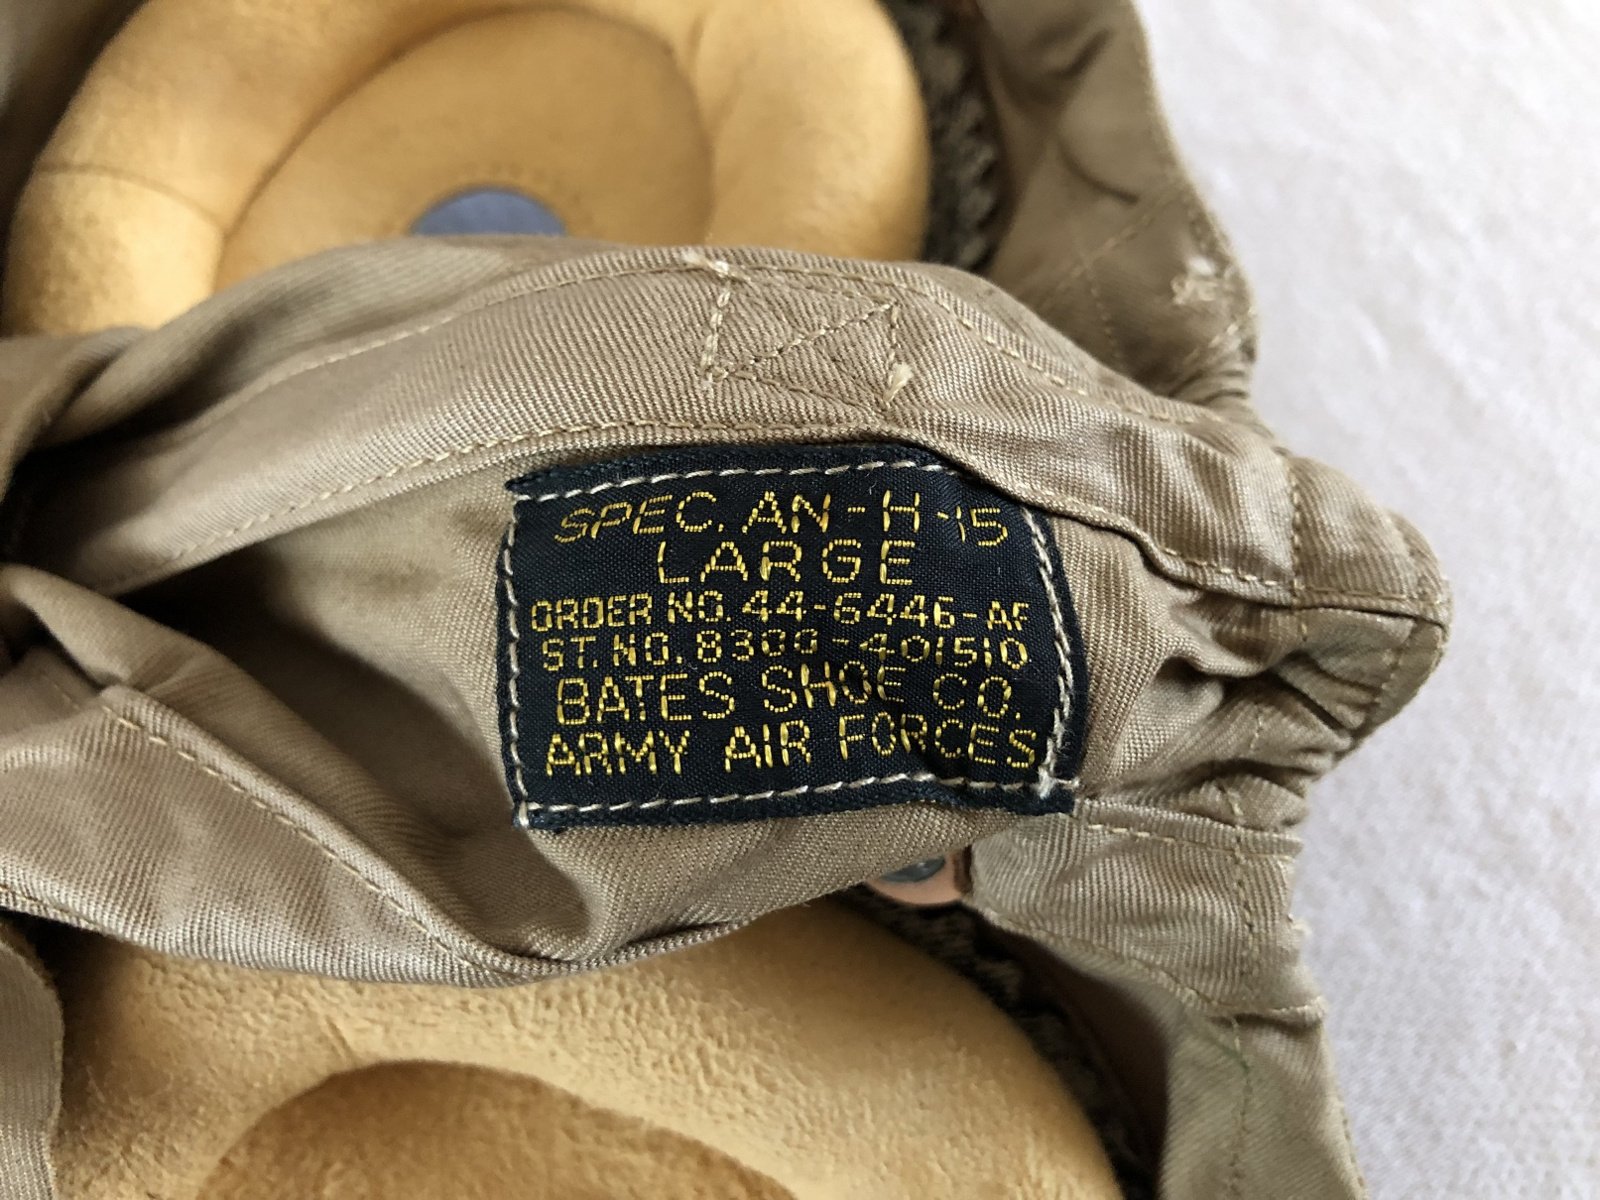 SPEC. AN-H-15
LARGE
ORDER NO. 44-6446-AF
ST. NO. 8300-401510
BATES SHOE CO.
ARMY AIR FORCES